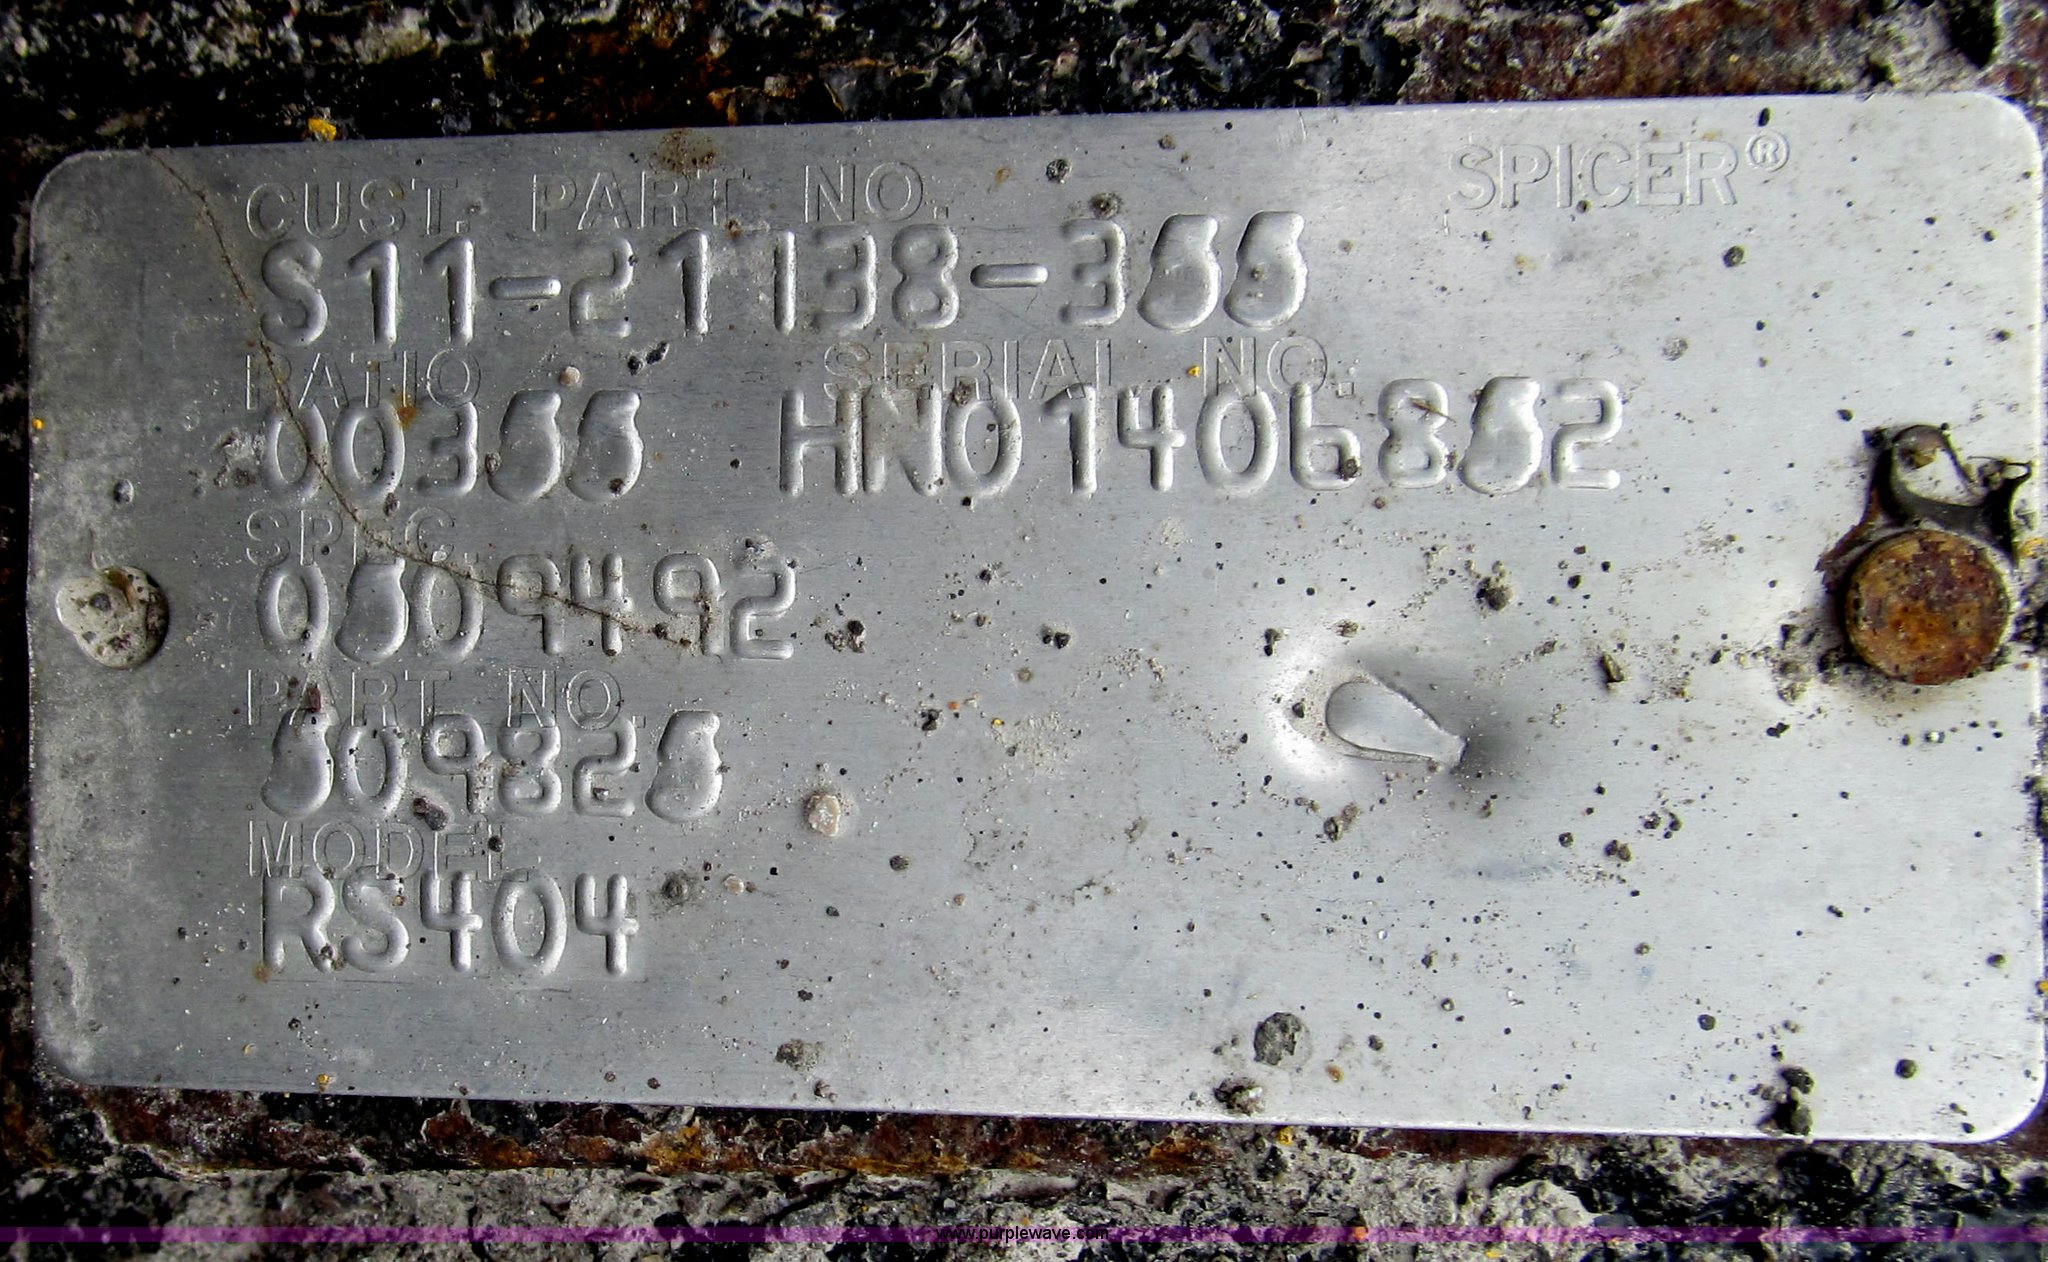 CUST. PART NO. SPICER®
S11-21138-355
RATIO SERIAL NO.
00355 HN01406852
SPEC.
0509492
PART NO.
509825
MODEL
RS404
www.purplewave.com